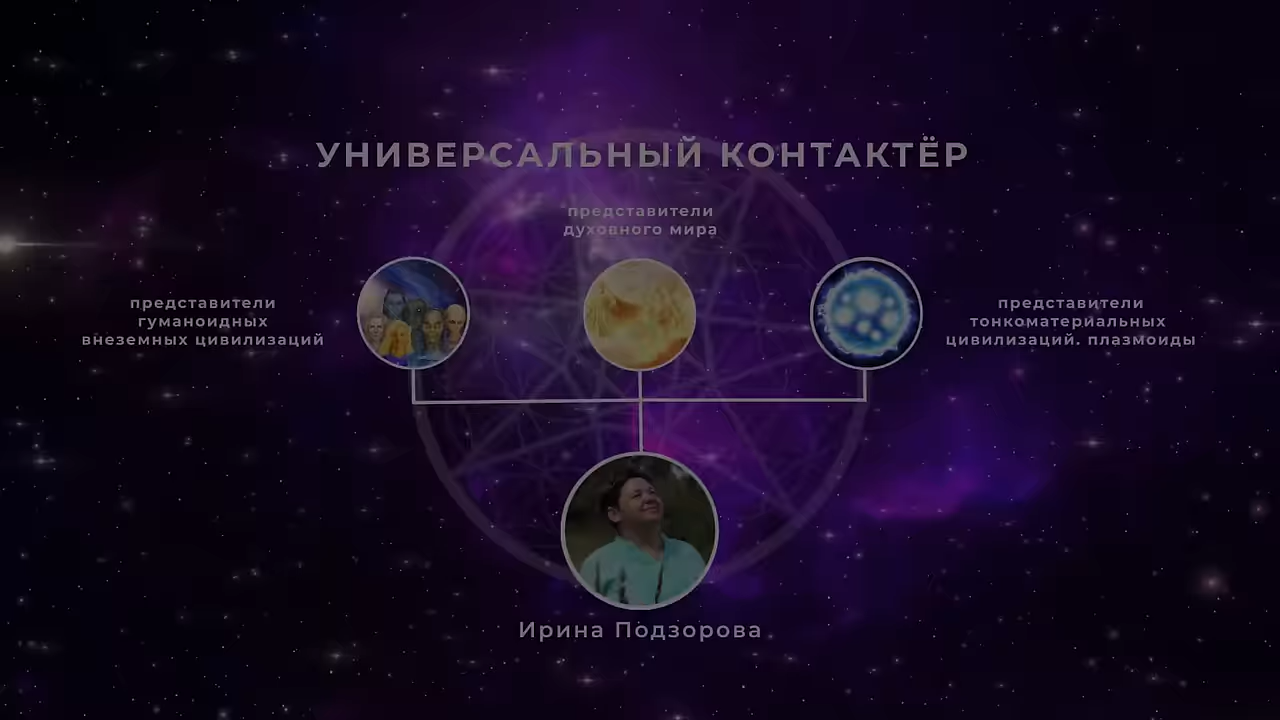 УНИВЕРСАЛЬНЫЙ КОНТАКТЁР
представители
духовного мира
представители
гуманоидных
внеземных цивилизаций
представители
тонкоматериальных
цивилизаций. плазмоиды
Ирина Подзорова